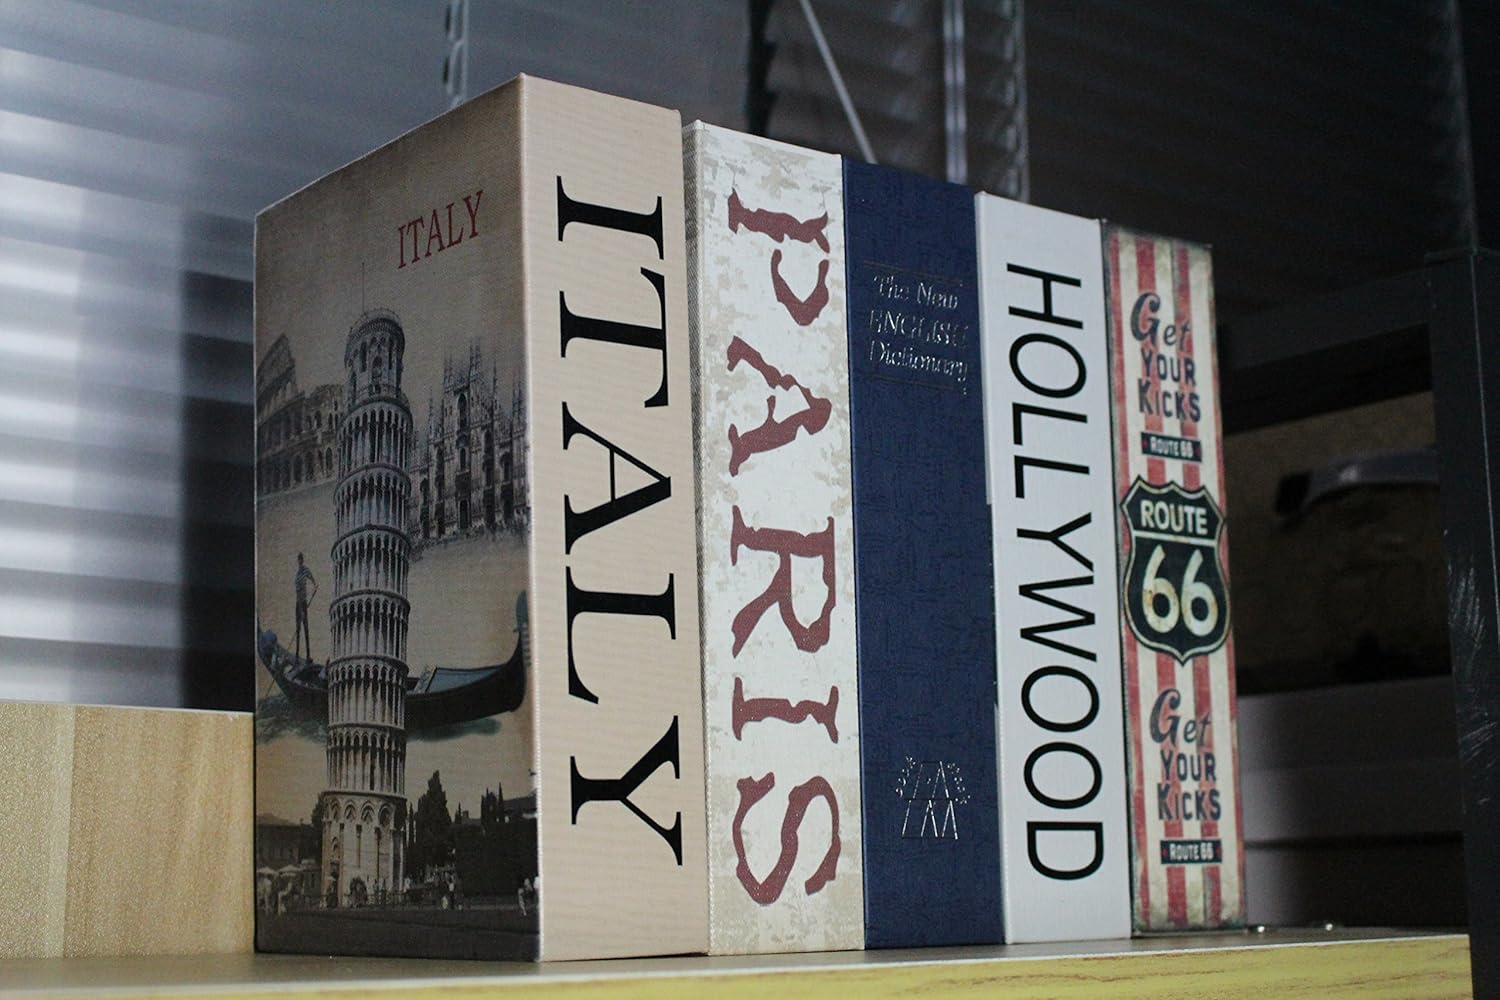 ITALY
ITALY
PARIS
The New
ENGLISH
Dictionary
HOLLYWOOD
Get
YOUR
KICKS
ROUTE 66
ROUTE
66
Get
YOUR
KICKS
ROUTE 66